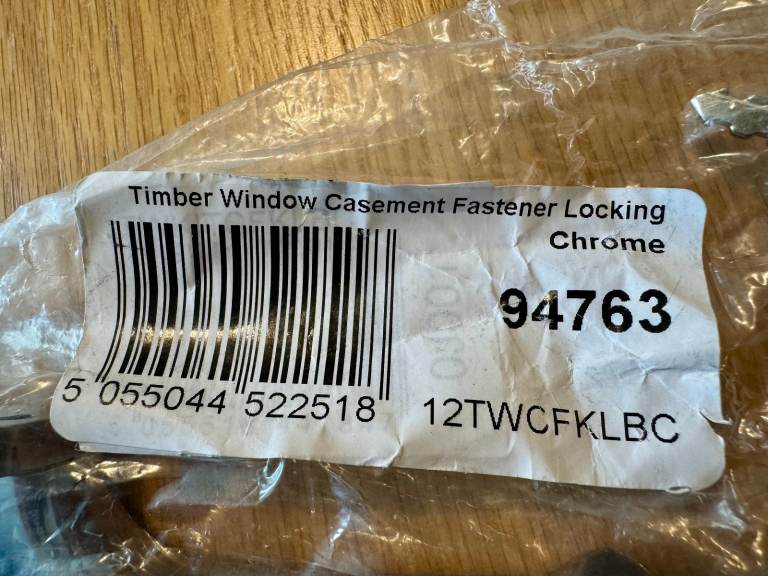 Timber Window Casement Fastener Locking
Chrome
94763
5 055044 522518
12TWCFKLBC